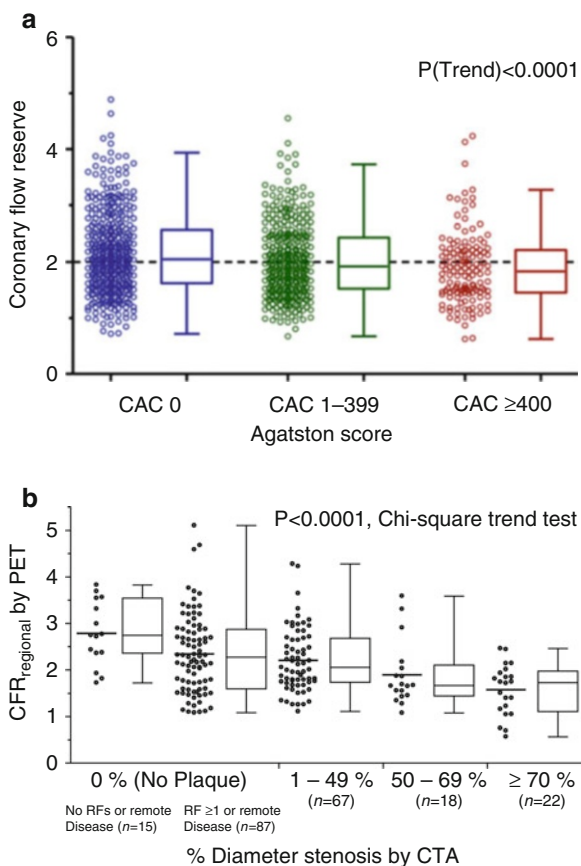 a
6
P(Trend)<0.0001
4
2
0
Coronary flow reserve
CAC 0 CAC 1–399 CAC ≥400
Agatston score
b
P<0.0001, Chi-square trend test
5
4
3
2
1
0
CFRregional by PET
0 % (No Plaque) 1 – 49 % 50 – 69 % ≥ 70 %
(n=67) (n=18) (n=22)
No RFs or remote RF ≥1 or remote
Disease (n=15) Disease (n=87)
% Diameter stenosis by CTA